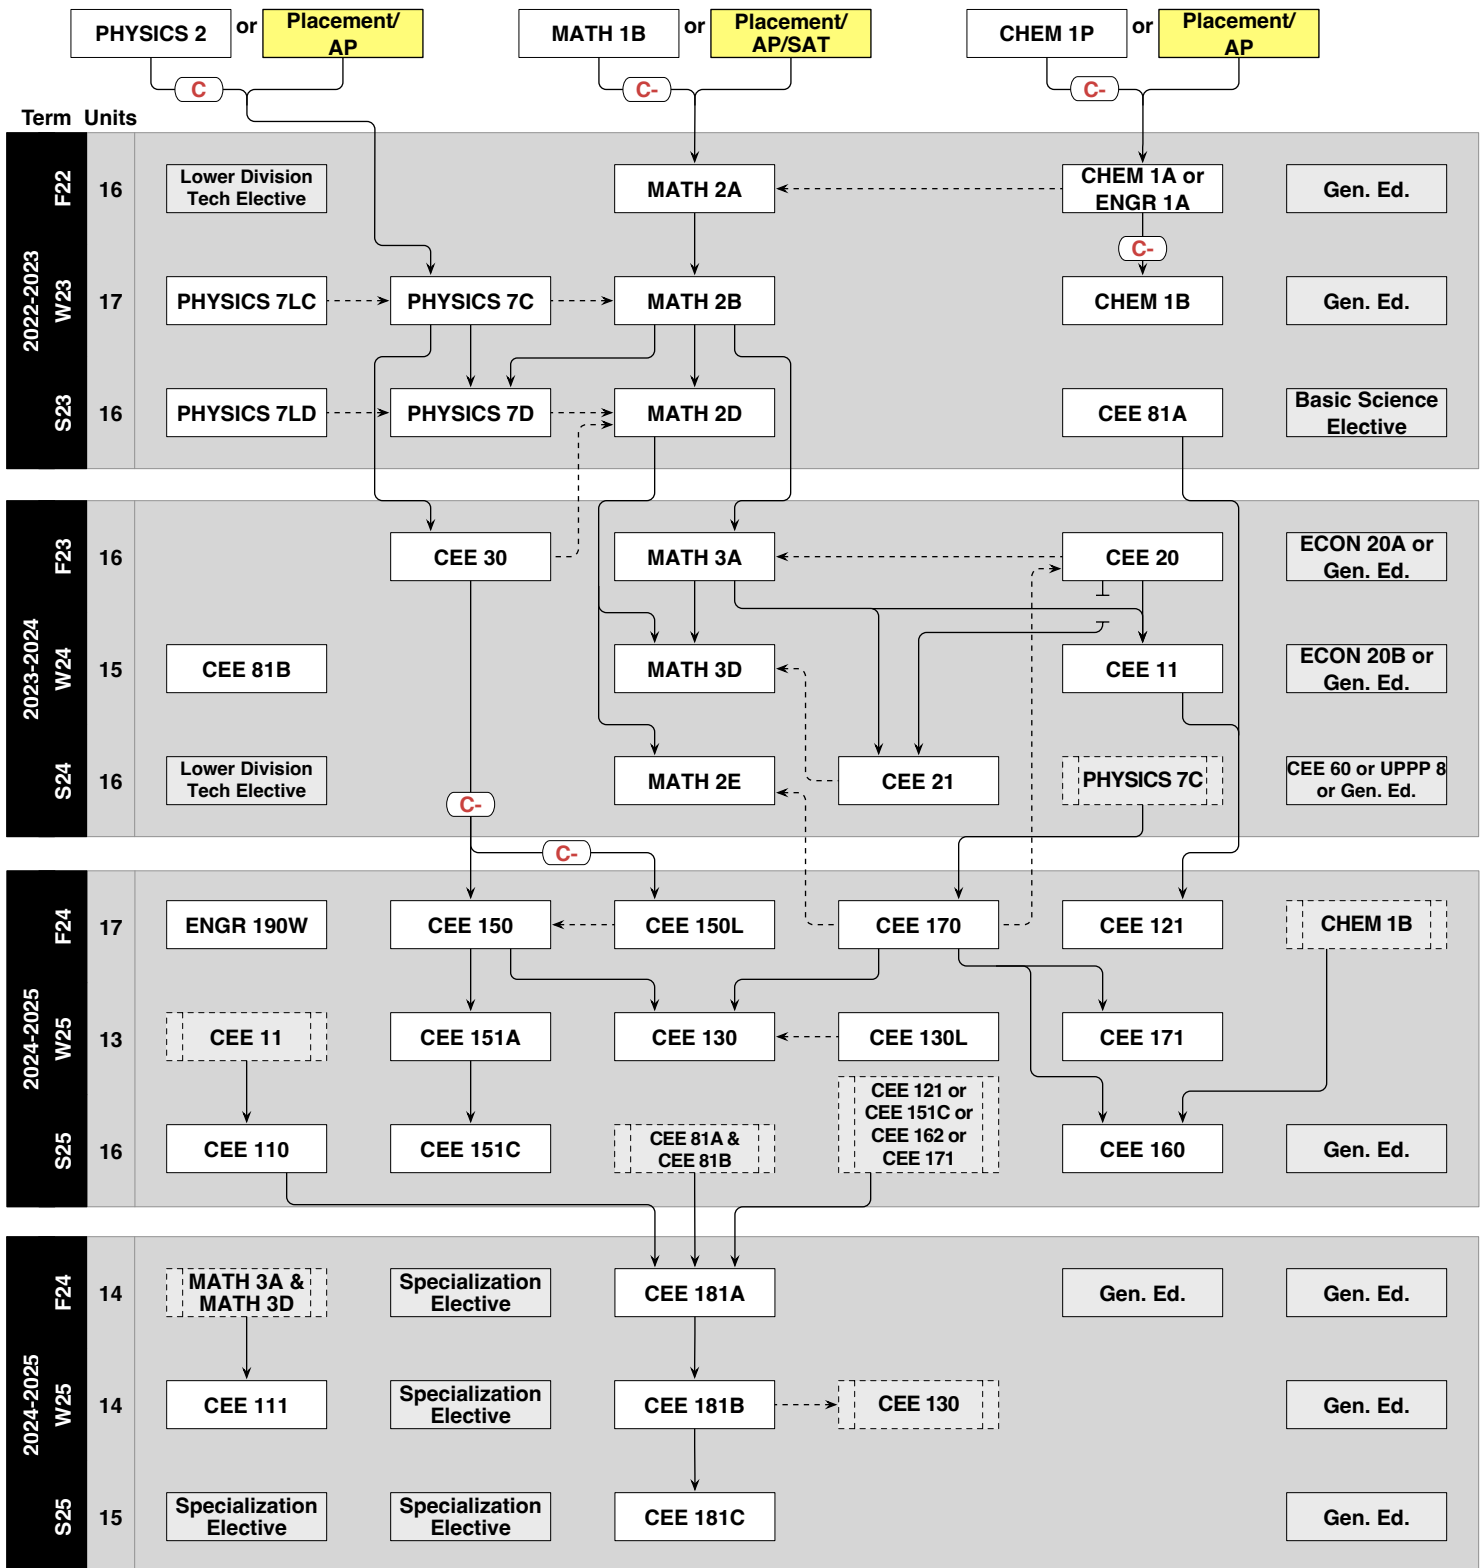 PHYSICS 2
or
Placement/
AP
MATH 1B
or
Placement/
AP/SAT
CHEM 1P
or
Placement/
AP
C
C-
C-
Term Units
2022-2023
F22
16
Lower Division
Tech Elective
MATH 2A
CHEM 1A or
ENGR 1A
Gen. Ed.
C-
W23
17
PHYSICS 7LC
PHYSICS 7C
MATH 2B
CHEM 1B
Gen. Ed.
S23
16
PHYSICS 7LD
PHYSICS 7D
MATH 2D
CEE 81A
Basic Science
Elective
2023-2024
F23
16
CEE 30
MATH 3A
CEE 20
ECON 20A or
Gen. Ed.
W24
15
CEE 81B
MATH 3D
CEE 11
ECON 20B or
Gen. Ed.
S24
16
Lower Division
Tech Elective
MATH 2E
CEE 21
PHYSICS 7C
CEE 60 or UPPP 8
or Gen. Ed.
C-
C-
2024-2025
F24
17
ENGR 190W
CEE 150
CEE 150L
CEE 170
CEE 121
CHEM 1B
W25
13
CEE 11
CEE 151A
CEE 130
CEE 130L
CEE 171
S25
16
CEE 110
CEE 151C
CEE 81A &
CEE 81B
CEE 121 or
CEE 151C or
CEE 162 or
CEE 171
CEE 160
Gen. Ed.
2024-2025
F24
14
MATH 3A &
MATH 3D
Specialization
Elective
CEE 181A
Gen. Ed.
Gen. Ed.
W25
14
CEE 111
Specialization
Elective
CEE 181B
CEE 130
Gen. Ed.
S25
15
Specialization
Elective
Specialization
Elective
CEE 181C
Gen. Ed.